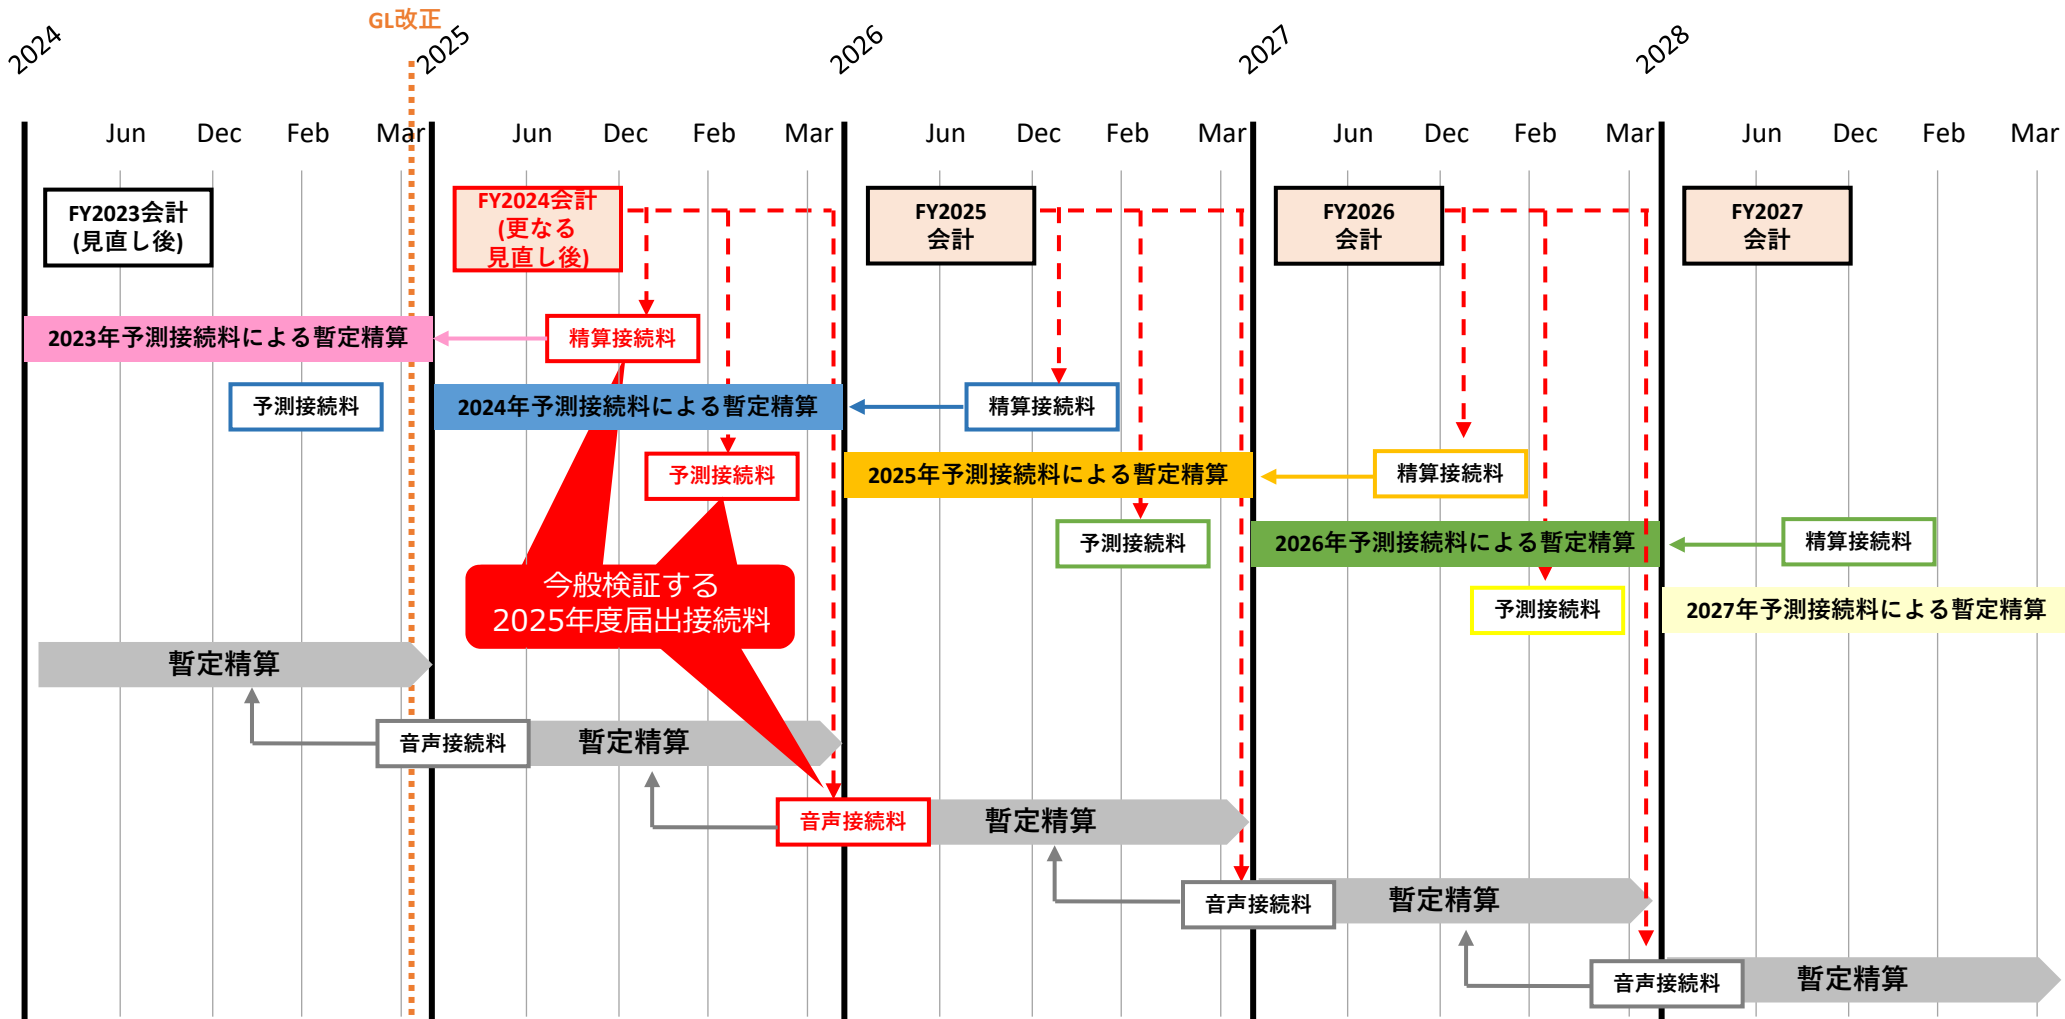 GL改正
2024
2025
2026
2027
2028
Jun Dec Feb Mar Jun Dec Feb Mar Jun Dec Feb Mar Jun Dec Feb Mar Jun Dec Feb Mar
FY2023会計
(見直し後)
FY2024会計
(更なる
見直し後)
FY2025
会計
FY2026
会計
FY2027
会計
2023年予測接続料による暫定精算
精算接続料
予測接続料
2024年予測接続料による暫定精算
精算接続料
予測接続料
2025年予測接続料による暫定精算
精算接続料
予測接続料
2026年予測接続料による暫定精算
精算接続料
今般検証する
2025年度届出接続料
予測接続料
2027年予測接続料による暫定精算
暫定精算
音声接続料
暫定精算
音声接続料
暫定精算
音声接続料
暫定精算
音声接続料
暫定精算